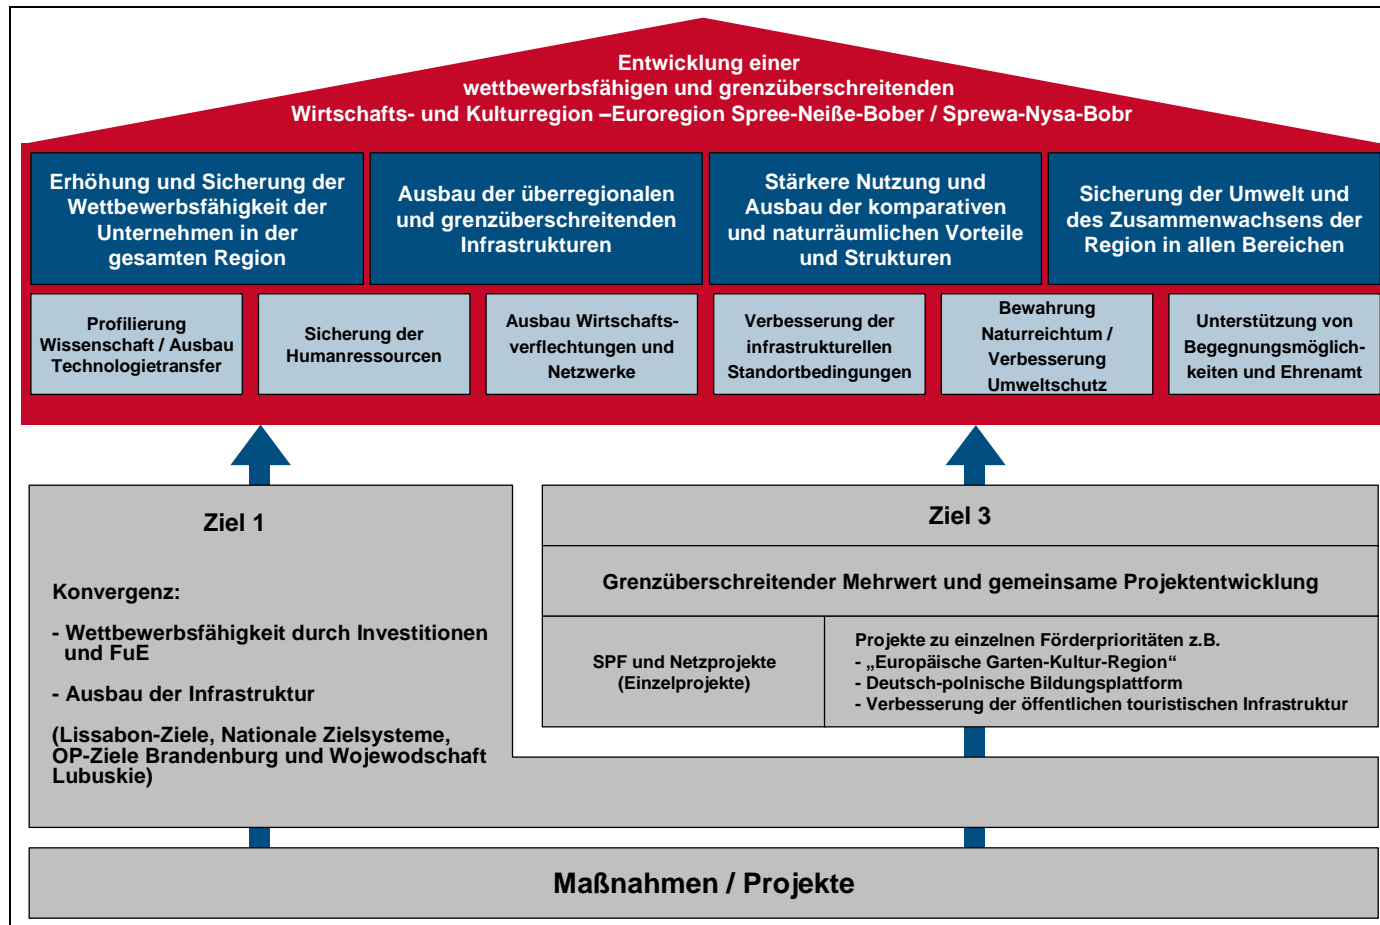 Entwicklung einer
wettbewerbsfähigen und grenzüberschreitenden
Wirtschafts- und Kulturregion –Euroregion Spree-Neiße-Bober / Sprewa-Nysa-Bobr
Erhöhung und Sicherung der
Wettbewerbsfähigkeit der
Unternehmen in der
gesamten Region
Ausbau der überregionalen
und grenzüberschreitenden
Infrastrukturen
Stärkere Nutzung und
Ausbau der komparativen
und naturräumlichen Vorteile
und Strukturen
Sicherung der Umwelt und
des Zusammenwachsens der
Region in allen Bereichen
Profilierung
Wissenschaft / Ausbau
Technologietransfer
Sicherung der
Humanressourcen
Ausbau Wirtschafts-
verflechtungen und
Netzwerke
Verbesserung der
infrastrukturellen
Standortbedingungen
Bewahrung
Naturreichtum /
Verbesserung
Umweltschutz
Unterstützung von
Begegnungsmöglich-
keiten und Ehrenamt
Ziel 1
Konvergenz:
- Wettbewerbsfähigkeit durch Investitionen
und FuE
- Ausbau der Infrastruktur
(Lissabon-Ziele, Nationale Zielsysteme,
OP-Ziele Brandenburg und Wojewodschaft
Lubuskie)
Ziel 3
Grenzüberschreitender Mehrwert und gemeinsame Projektentwicklung
SPF und Netzprojekte
(Einzelprojekte)
Projekte zu einzelnen Förderprioritäten z.B.
- „Europäische Garten-Kultur-Region“
- Deutsch-polnische Bildungsplattform
- Verbesserung der öffentlichen touristischen Infrastruktur
Maßnahmen / Projekte